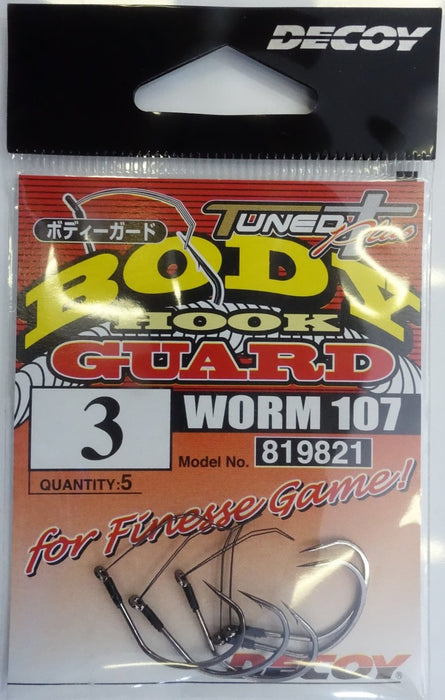 DECOY
TUNED Plus
ボディーガード
BODY
HOOK
GUARD
3
WORM 107
Model No. 819821
QUANTITY:5
for Finesse Game!
DECOY®